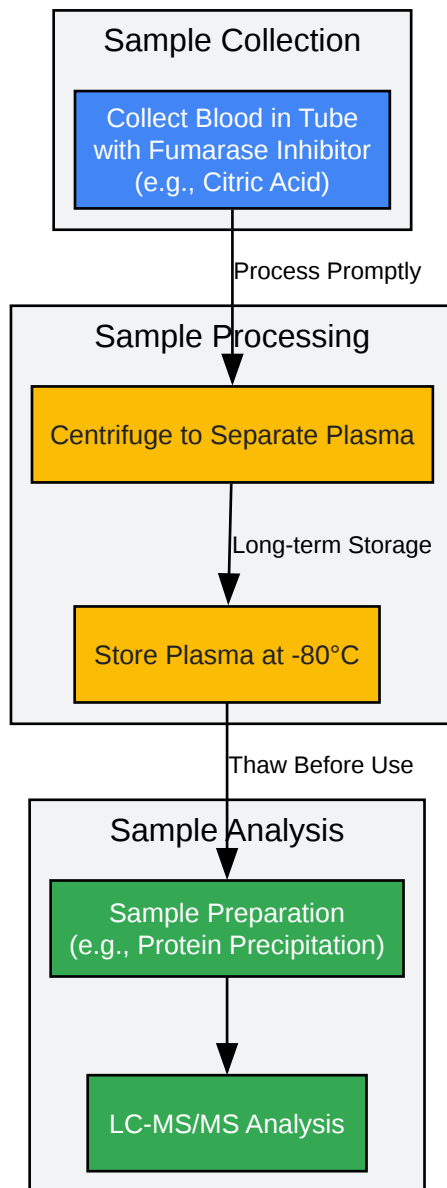 Sample Collection
Collect Blood in Tube
with Fumarase Inhibitor
(e.g., Citric Acid)
Process Promptly
Sample Processing
Centrifuge to Separate Plasma
Long-term Storage
Store Plasma at -80°C
Thaw Before Use
Sample Analysis
Sample Preparation
(e.g., Protein Precipitation)
LC-MS/MS Analysis